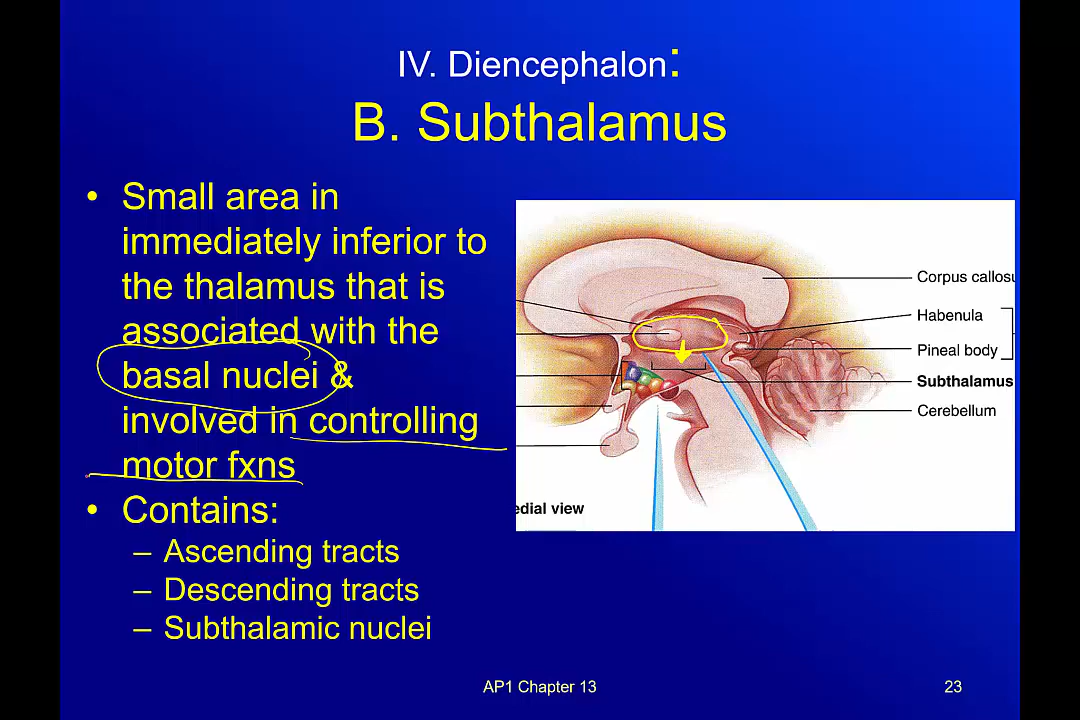 IV. Diencephalon:
B. Subthalamus
• Small area in
immediately inferior to
the thalamus that is
associated with the
basal nuclei &
involved in controlling
motor fxns
• Contains:
– Ascending tracts
– Descending tracts
– Subthalamic nuclei
Corpus callosu
Habenula
Pineal body
Subthalamus
Cerebellum
edial view
AP1 Chapter 13
23